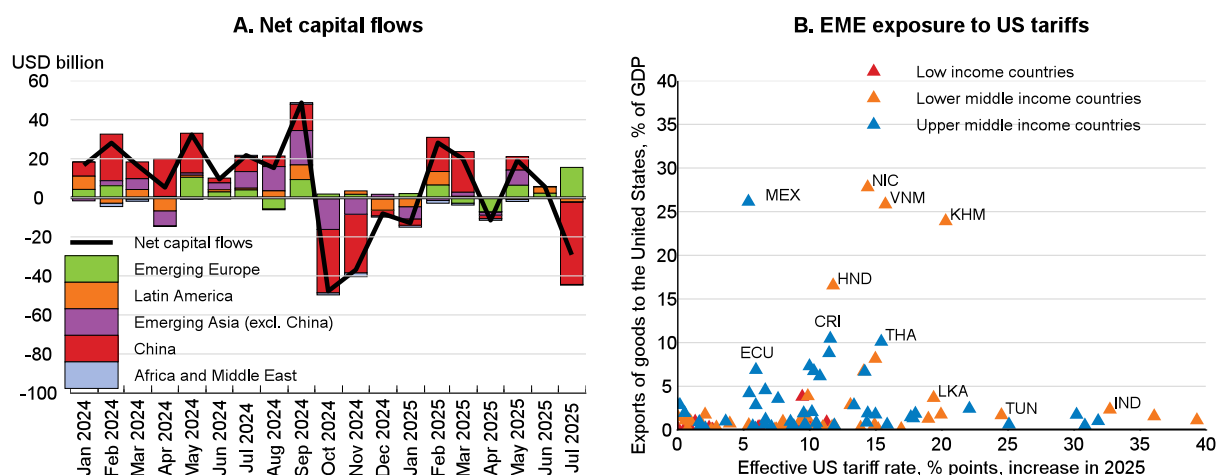 A. Net capital flows
USD billion
60
40
20
0
-20
-40
-60
-80
-100
Net capital flows
Emerging Europe
Latin America
Emerging Asia (excl. China)
China
Africa and Middle East
Jan 2024
Feb 2024
Mar 2024
Apr 2024
May 2024
Jun 2024
Jul 2024
Aug 2024
Sep 2024
Oct 2024
Nov 2024
Dec 2024
Jan 2025
Feb 2025
Mar 2025
Apr 2025
May 2025
Jun 2025
Jul 2025
B. EME exposure to US tariffs
Exports of goods to the United States, % of GDP
40
35
30
25
20
15
10
5
0
Low income countries
Lower middle income countries
Upper middle income countries
MEX
NIC
VNM
KHM
HND
CRI
THA
ECU
LKA
TUN
IND
0
5
10
15
20
25
30
35
40
Effective US tariff rate, % points, increase in 2025